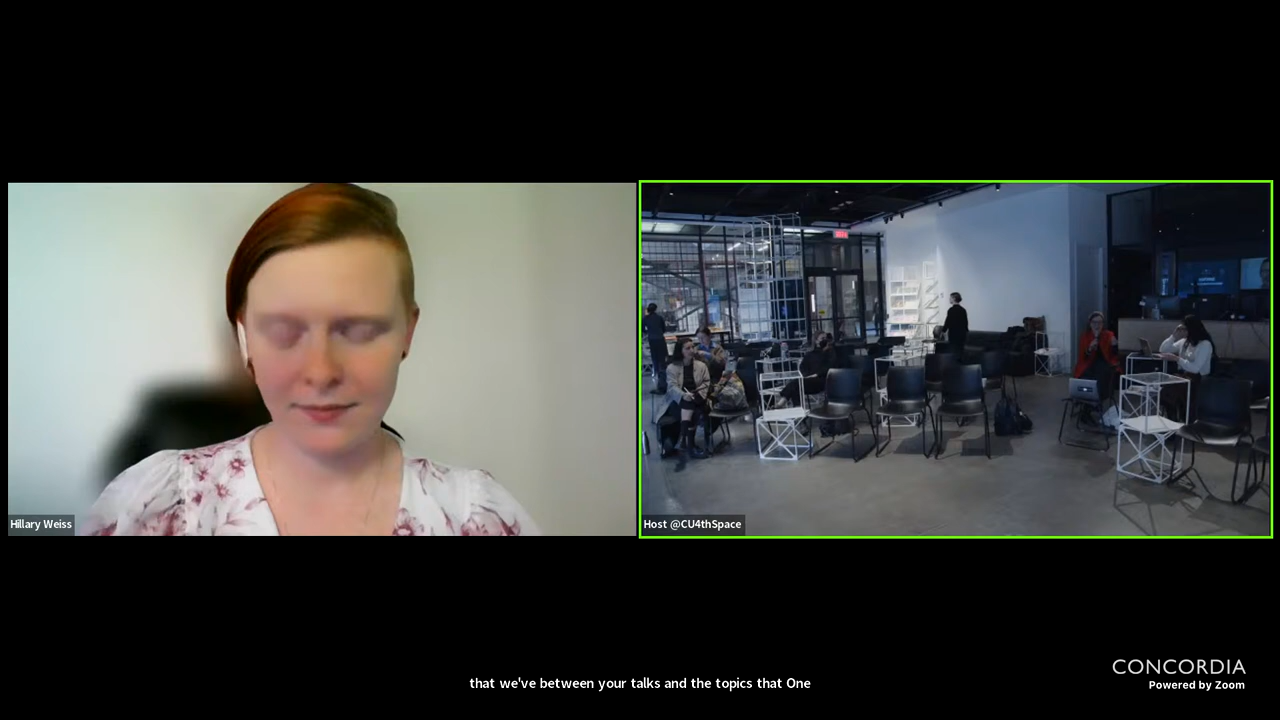 Hillary Weiss
Host @CU4thSpace
that we've between your talks and the topics that One
CONCORDIA
Powered by Zoom